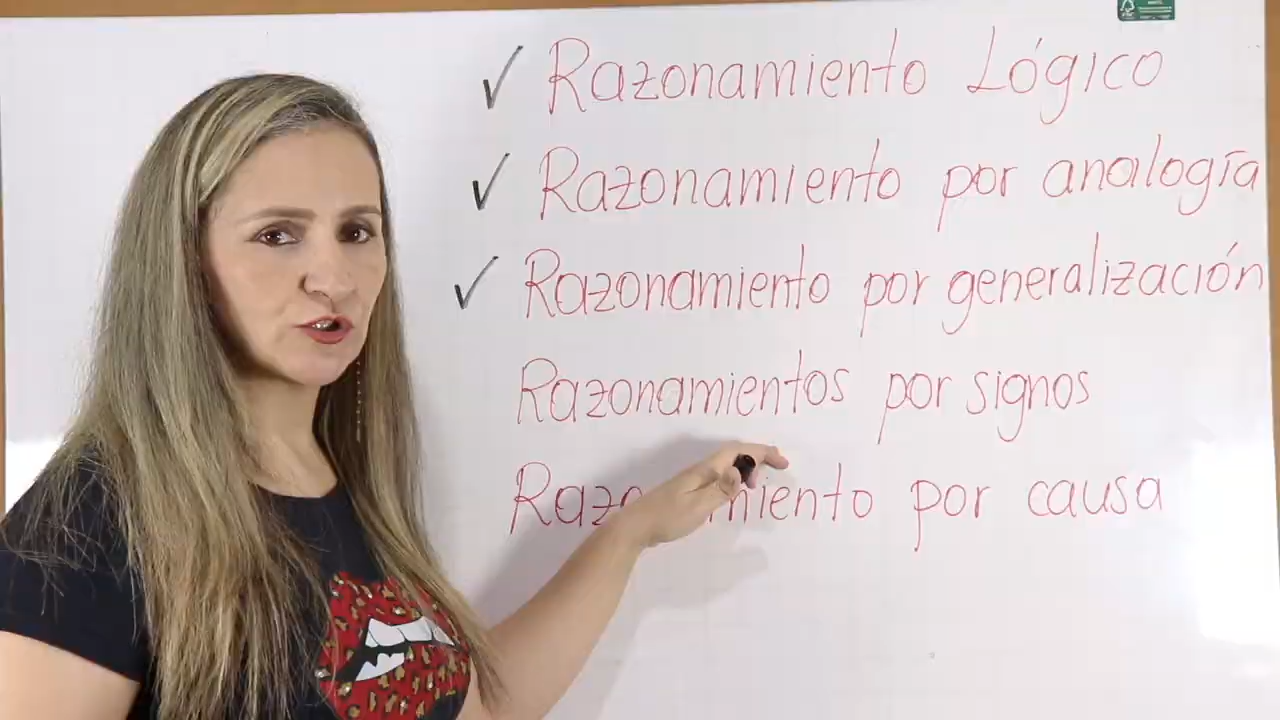 ✓ Razonamiento Lógico
✓ Razonamiento por analogía
✓ Razonamiento por generalización
Razonamientos por signos
Razonamiento por causa